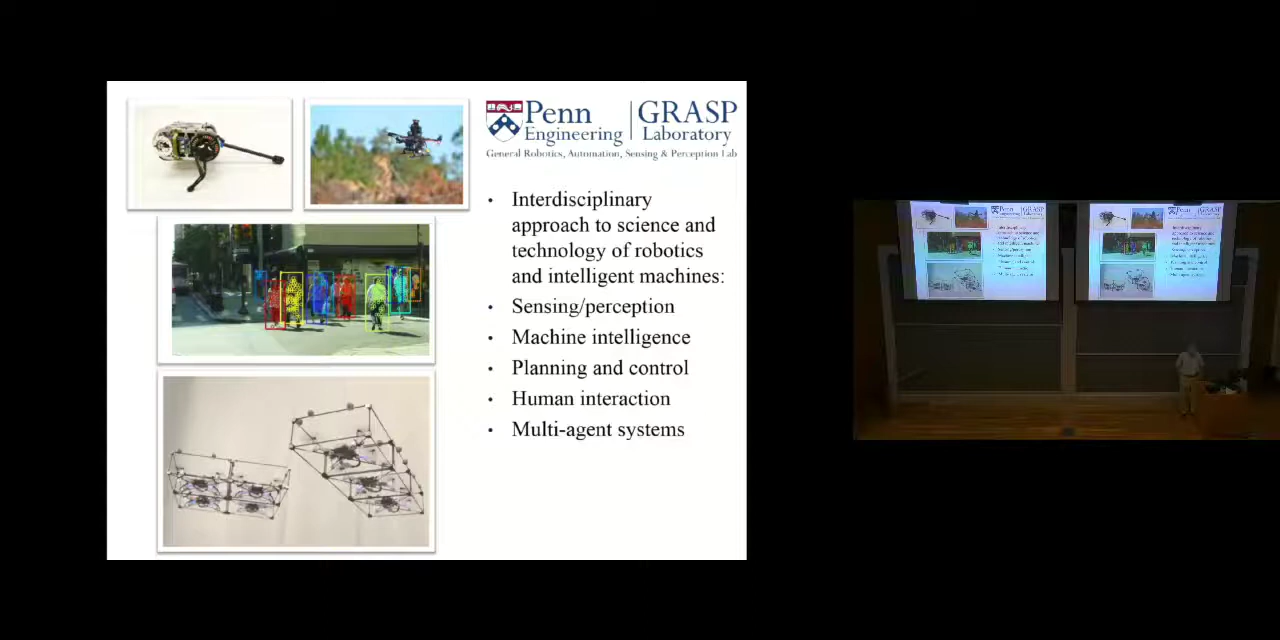 Penn | GRASP
Engineering | Laboratory
General Robotics, Automation, Sensing & Perception Lab
• Interdisciplinary
approach to science and
technology of robotics
and intelligent machines:
• Sensing/perception
• Machine intelligence
• Planning and control
• Human interaction
• Multi-agent systems